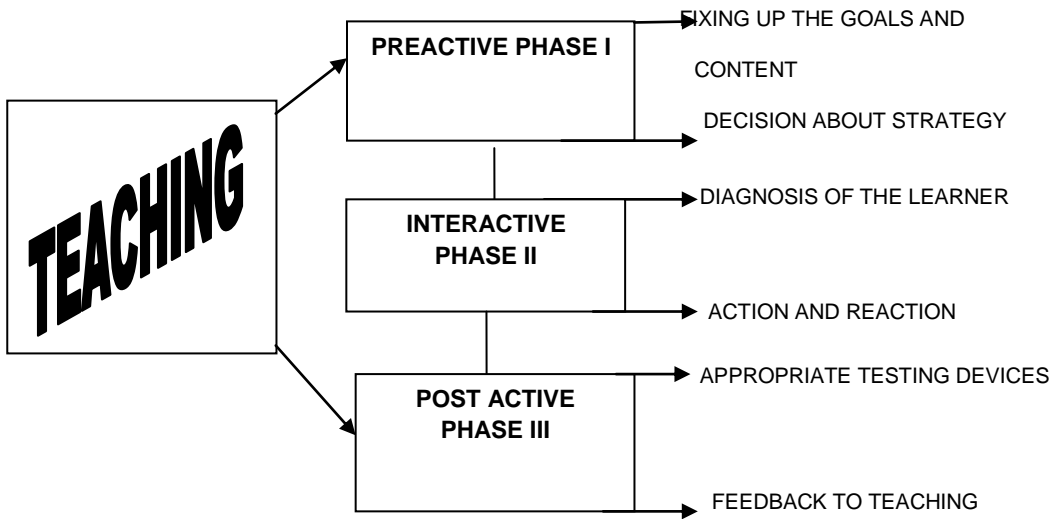 TEACHING
PREACTIVE PHASE I
FIXING UP THE GOALS AND
CONTENT
DECISION ABOUT STRATEGY
INTERACTIVE
PHASE II
DIAGNOSIS OF THE LEARNER
ACTION AND REACTION
POST ACTIVE
PHASE III
APPROPRIATE TESTING DEVICES
FEEDBACK TO TEACHING